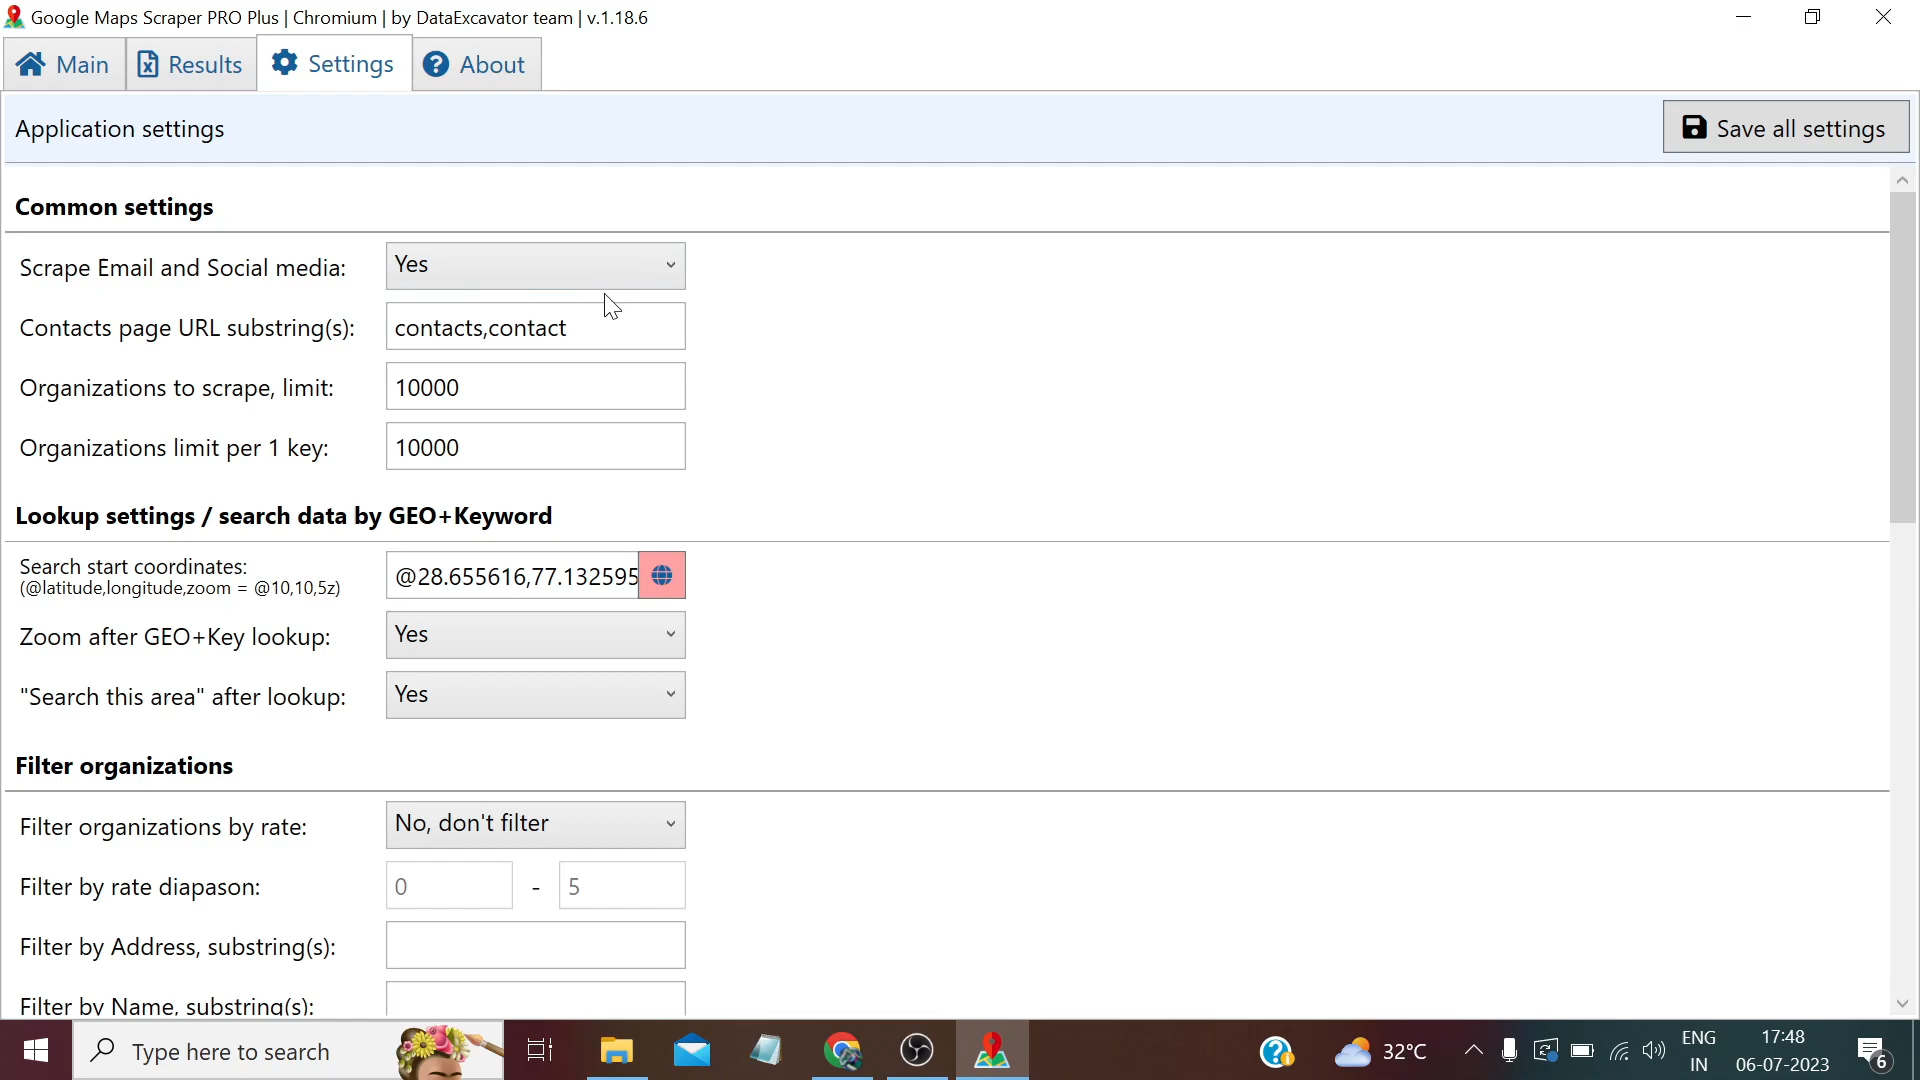 Google Maps Scraper PRO Plus | Chromium | by DataExcavator team | v.1.18.6
Main
Results
Settings
About
Application settings
Save all settings
Common settings
Scrape Email and Social media:
Yes
Contacts page URL substring(s):
contacts,contact
Organizations to scrape, limit:
10000
Organizations limit per 1 key:
10000
Lookup settings / search data by GEO+Keyword
Search start coordinates:
(@latitude,longitude,zoom = @10,10,5z)
@28.655616,77.132595
Zoom after GEO+Key lookup:
Yes
"Search this area" after lookup:
Yes
Filter organizations
Filter organizations by rate:
No, don't filter
Filter by rate diapason:
0 - 5
Filter by Address, substring(s):
Filter by Name, substring(s):
Type here to search
32°C
ENG
IN
17:48
06-07-2023
6